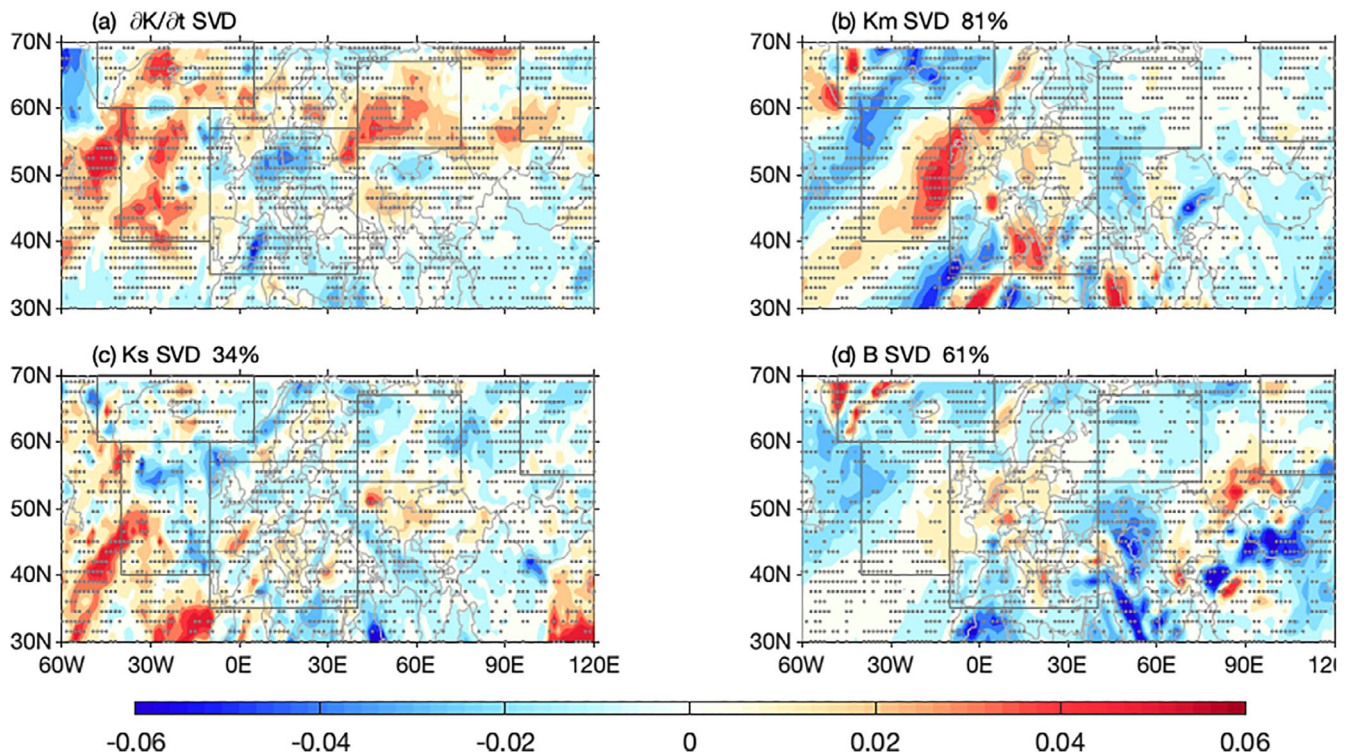 (a) ∂K/∂t SVD
(b) Km SVD 81%
70N
60N
50N
40N
30N
70N
60N
50N
40N
30N
(c) Ks SVD 34%
(d) B SVD 61%
70N
60N
50N
40N
30N
70N
60N
50N
40N
30N
60W 30W 0E 30E 60E 90E 120E
60W 30W 0E 30E 60E 90E 12
-0.06 -0.04 -0.02 0 0.02 0.04 0.06